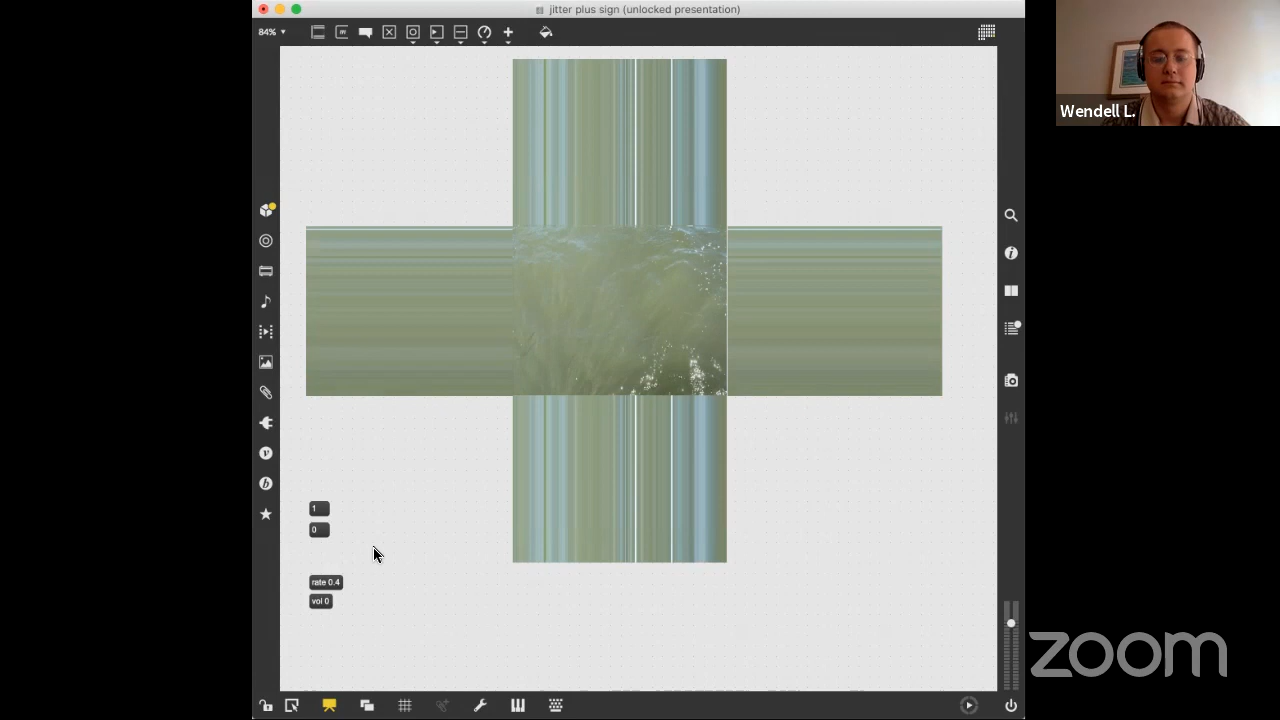 jitter plus sign (unlocked presentation)
84%
Wendell L.
1
0
rate 0.4
vol 0
zoom